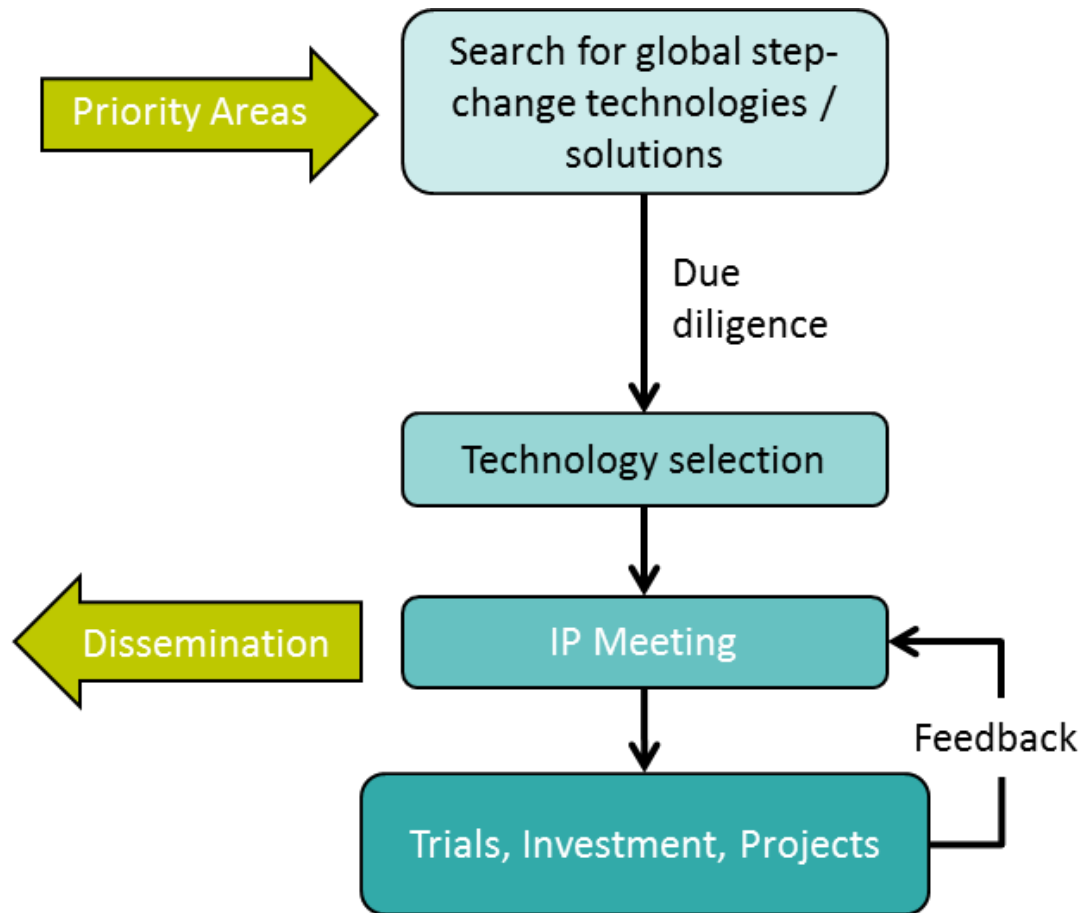 Priority Areas
Search for global step-
change technologies /
solutions
Due
diligence
Technology selection
Dissemination
IP Meeting
Feedback
Trials, Investment, Projects